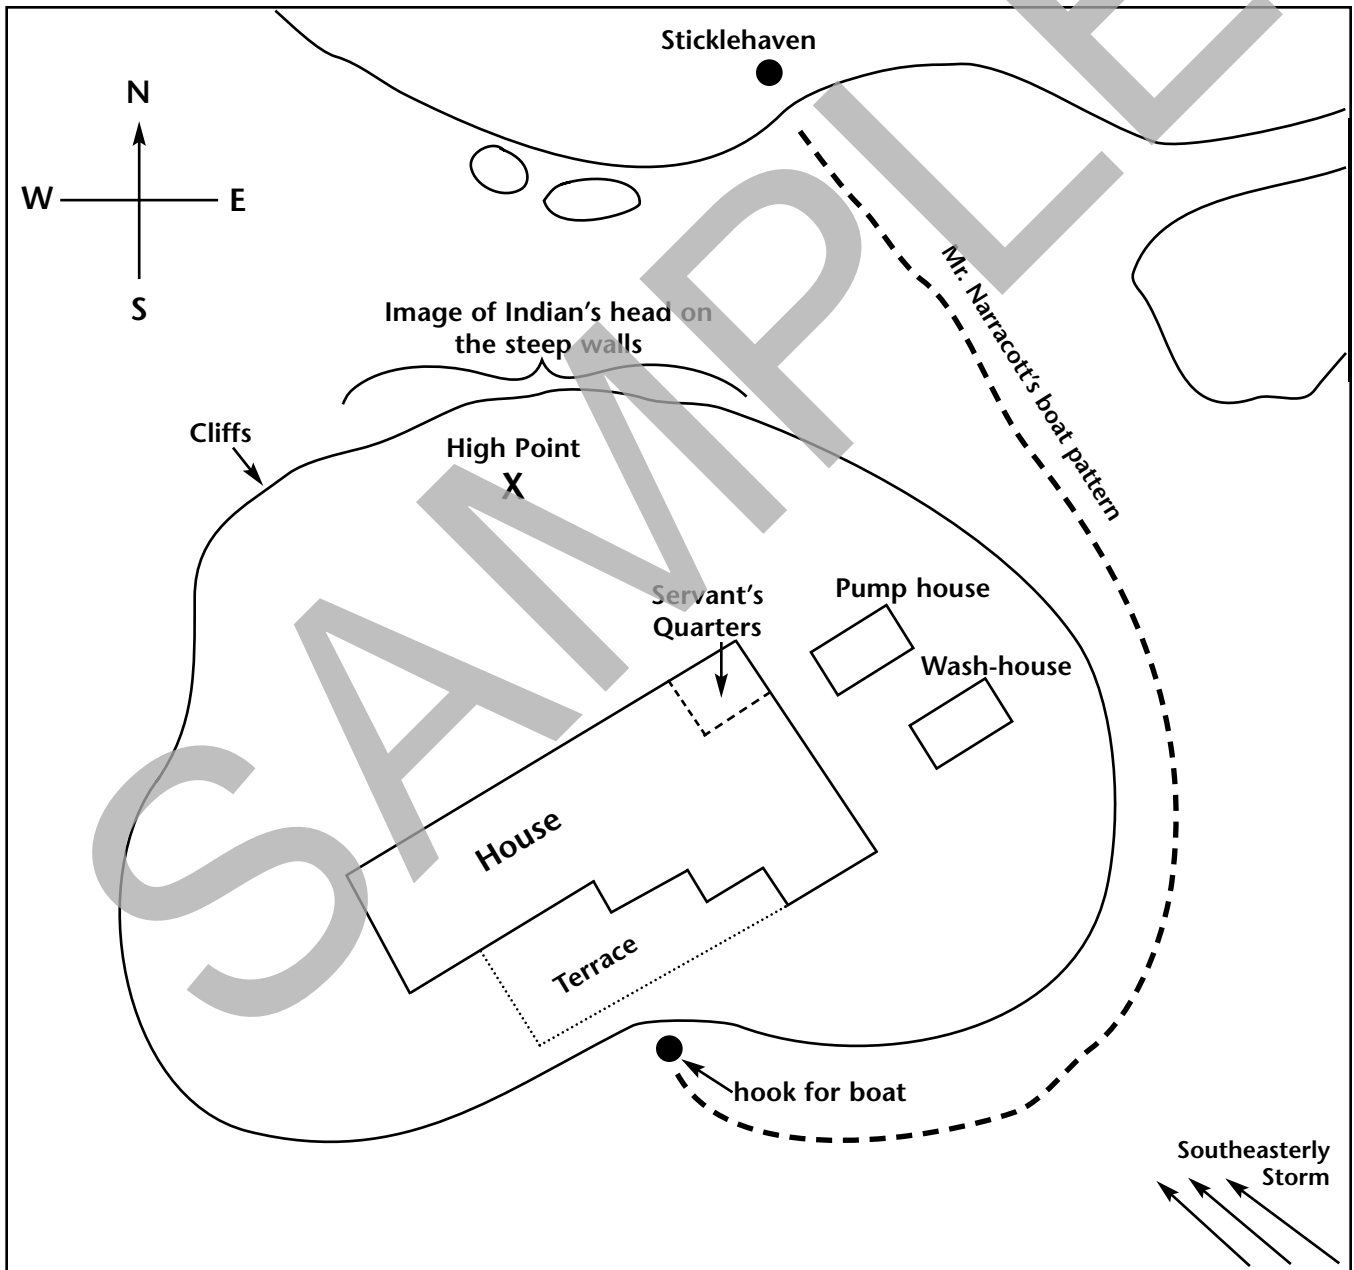 Sticklehaven
N
W
E
S
Mr. Narracott's boat pattern
Image of Indian's head on
the steep walls
Cliffs
High Point
X
Servant's
Quarters
Pump house
Wash-house
House
Terrace
hook for boat
Southeasterly
Storm
SAMPLE